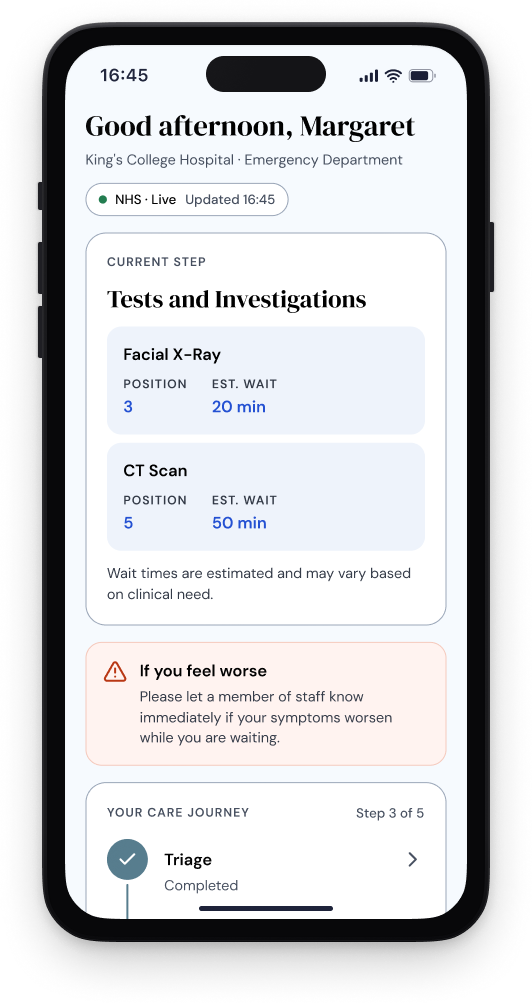 16:45
Good afternoon, Margaret
King's College Hospital · Emergency Department
NHS · Live Updated 16:45
CURRENT STEP
Tests and Investigations
Facial X-Ray
POSITION EST. WAIT
3 20 min
CT Scan
POSITION EST. WAIT
5 50 min
Wait times are estimated and may vary based
on clinical need.
If you feel worse
Please let a member of staff know
immediately if your symptoms worsen
while you are waiting.
YOUR CARE JOURNEY Step 3 of 5
Triage
Completed